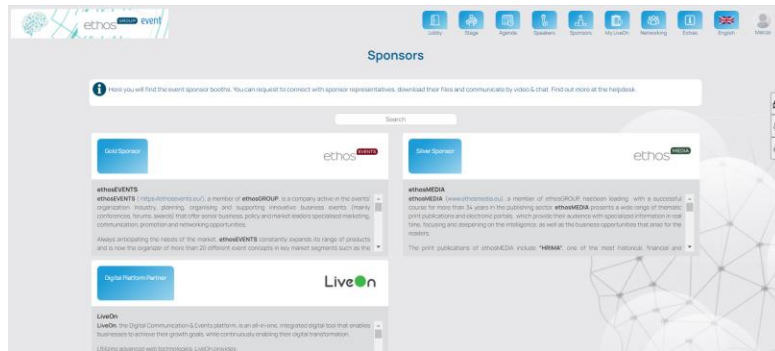 ethos GROUP event
Lobby
Stage
Agenda
Speakers
Sponsors
My LiveOn
Networking
Extras
English
Marcos
Sponsors
Here you will find the event sponsor booths. You can request to connect with sponsor representatives, download their files and communicate by video & chat. Find out more at the helpdesk.
Search
Gold Sponsor
ethos EVENTS
ethosEVENTS
ethosEVENTS (https://ethosevents.eu/), a member of ethosGROUP, is a company active in the events'
organization industry, planning, organising and supporting innovative business events (mainly
conferences, forums, awards) that offer senior business, policy and market leaders specialised marketing,
communication, promotion and networking opportunities.
Always anticipating the needs of the market, ethosEVENTS constantly expands its range of products
and is now the organizer of more than 20 different event concepts in key market segments such as the
Silver Sponsor
ethos MEDIA
ethosMEDIA
ethosMEDIA (www.ethosmedia.eu), a member of ethosGROUP, has been leading with a successful
course for more than 34 years in the publishing sector. ethosMEDIA presents a wide range of thematic
print publications and electronic portals, which provide their audience with specialized information in real
time, focusing and deepening on the intelligence, as well as the business opportunities that arise for the
readers.
The print publications of ethosMEDIA include "HRIMA", one of the most historical, financial and
Digital Platform Partner
LiveOn
LiveOn
LiveOn, the Digital Communication & Events platform, is an all-in-one, integrated digital tool that enables
businesses to achieve their growth goals, while continuously enabling their digital transformation.
Utilizing advanced web technologies, LiveOn provides: